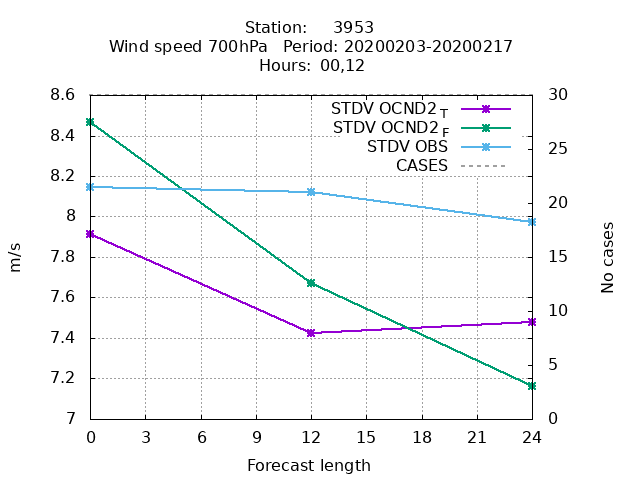 Station: 3953
Wind speed 700hPa Period: 20200203-20200217
Hours: 00,12
8.6
8.4
8.2
8
7.8
7.6
7.4
7.2
7
m/s
30
25
20
15
10
5
0
No cases
STDV OCND2 T
STDV OCND2 F
STDV OBS
CASES
0 3 6 9 12 15 18 21 24
Forecast length